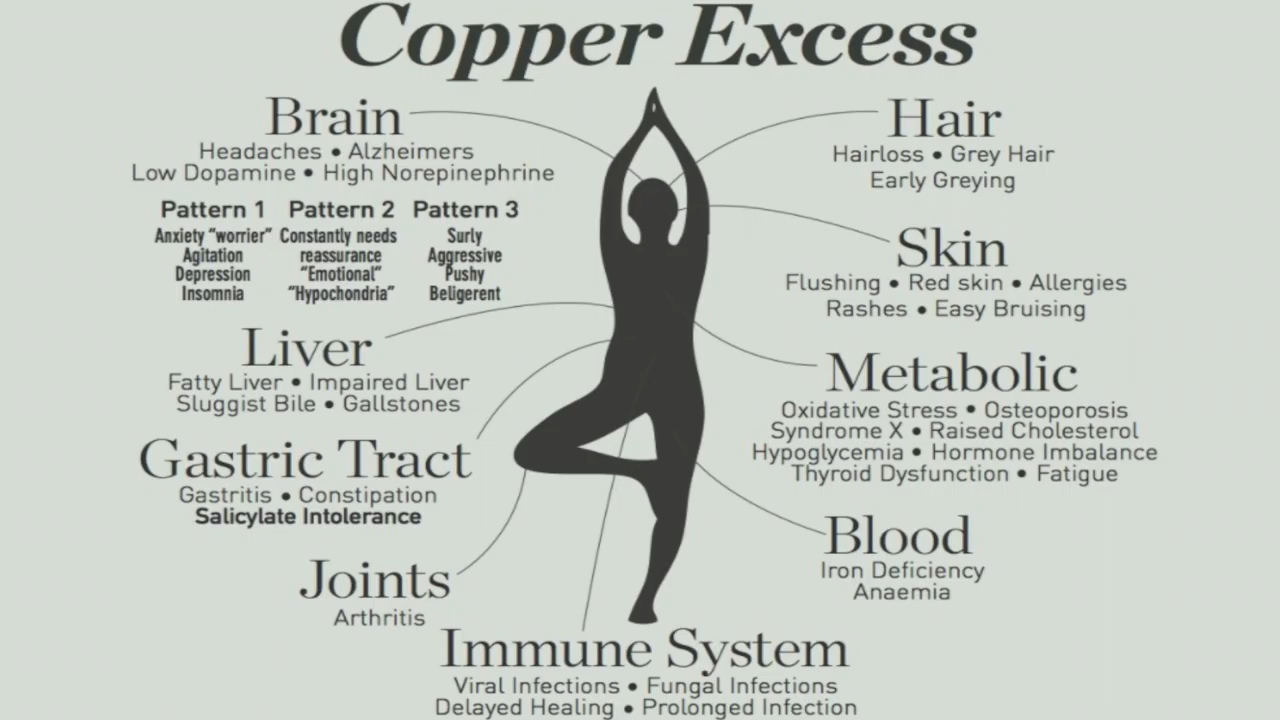 Copper Excess
Brain
Headaches • Alzheimers
Low Dopamine • High Norepinephrine
Pattern 1
Anxiety "worrier"
Agitation
Depression
Insomnia
Pattern 2
Constantly needs
reassurance
"Emotional"
"Hypochondria"
Pattern 3
Surly
Aggressive
Pushy
Beligerent
Liver
Fatty Liver • Impaired Liver
Sluggist Bile • Gallstones
Gastric Tract
Gastritis • Constipation
Salicylate Intolerance
Joints
Arthritis
Hair
Hairloss • Grey Hair
Early Greying
Skin
Flushing • Red skin • Allergies
Rashes • Easy Bruising
Metabolic
Oxidative Stress • Osteoporosis
Syndrome X • Raised Cholesterol
Hypoglycemia • Hormone Imbalance
Thyroid Dysfunction • Fatigue
Blood
Iron Deficiency
Anaemia
Immune System
Viral Infections • Fungal Infections
Delayed Healing • Prolonged Infection